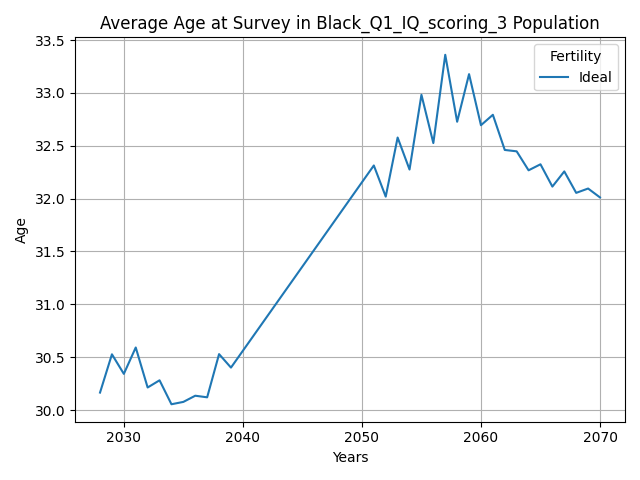 Average Age at Survey in Black_Q1_IQ_scoring_3 Population
33.5
33.0
32.5
32.0
31.5
31.0
30.5
30.0
Age
Fertility
Ideal
2030 2040 2050 2060 2070
Years